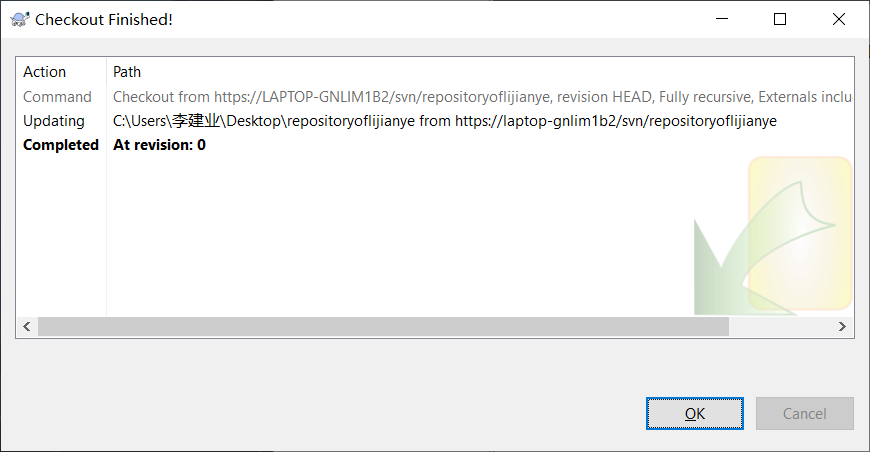 Checkout Finished!
Action Path
Command Checkout from https://LAPTOP-GNLIM1B2/svn/repositoryoflijianye, revision HEAD, Fully recursive, Externals inclu
Updating C:\Users\李建业\Desktop\repositoryoflijianye from https://laptop-gnlim1b2/svn/repositoryoflijianye
Completed At revision: 0
OK Cancel